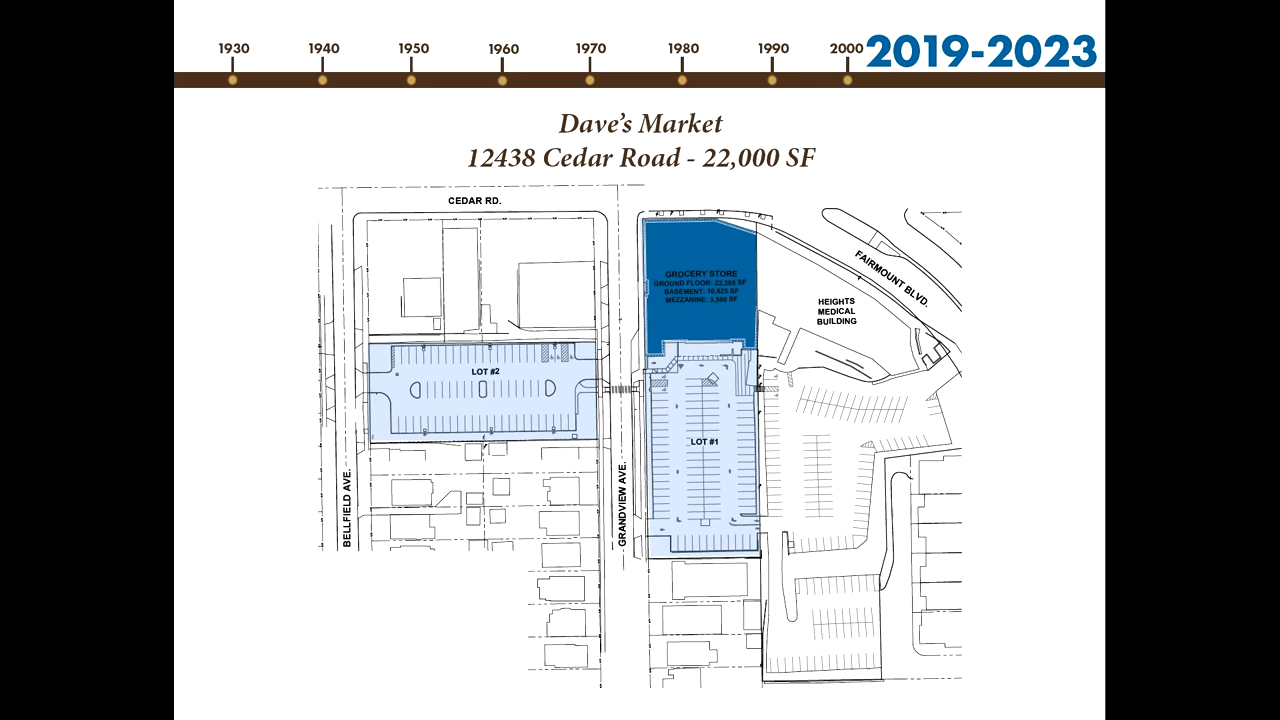 1930 1940 1950 1960 1970 1980 1990 2000 2019-2023
Dave's Market
12438 Cedar Road - 22,000 SF
CEDAR RD.
FAIRMOUNT BLVD.
GROCERY STORE
GROUND FLOOR: 22,385 SF
BASEMENT: 10,625 SF
MEZZANINE: 3,500 SF
HEIGHTS
MEDICAL
BUILDING
LOT #2
LOT #1
BELLFIELD AVE.
GRANDVIEW AVE.